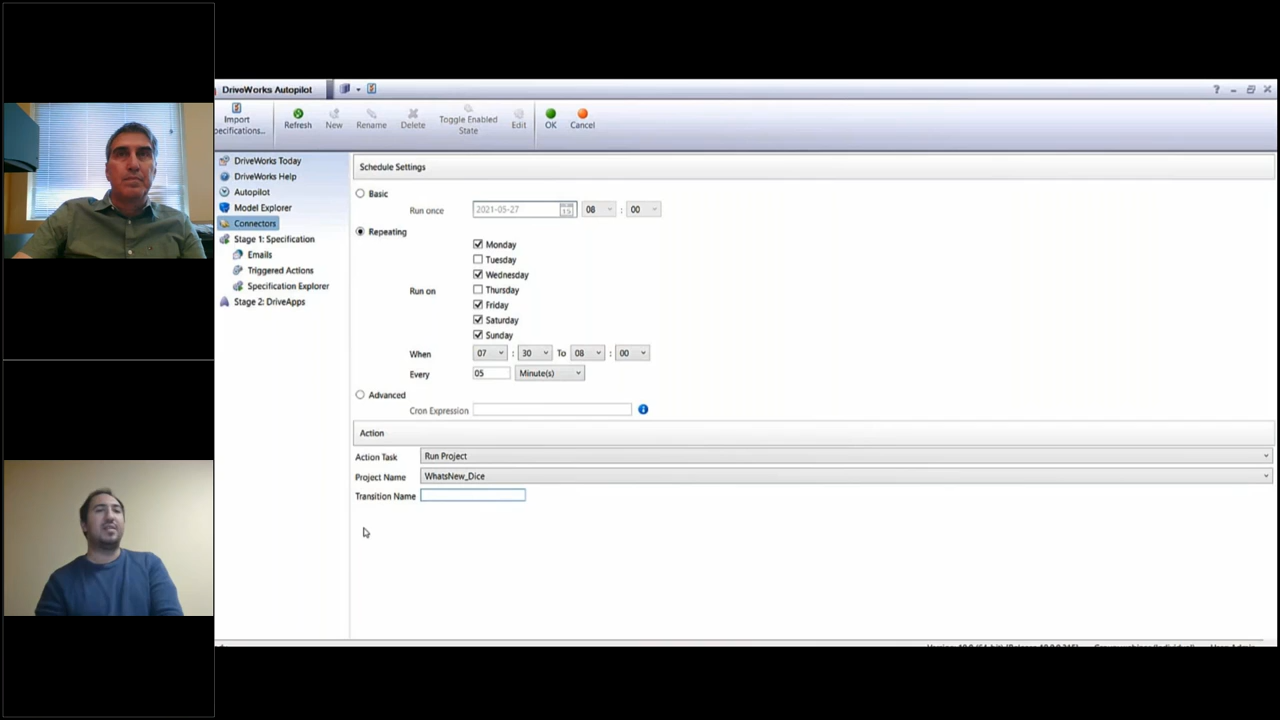 DriveWorks Autopilot
Import
pecifications...
Refresh
New
Rename
Delete
Toggle Enabled
State
Edit
OK
Cancel
DriveWorks Today
DriveWorks Help
Autopilot
Model Explorer
Connectors
Stage 1: Specification
Emails
Triggered Actions
Specification Explorer
Stage 2: DriveApps
Schedule Settings
Basic
Run once 2021-05-27 15 08 : 00
Repeating
Monday
Tuesday
Wednesday
Run on Thursday
Friday
Saturday
Sunday
When 07 : 30 To 08 : 00
Every 05 Minute(s)
Advanced
Cron Expression
Action
Action Task Run Project
Project Name WhatsNew_Dice
Transition Name